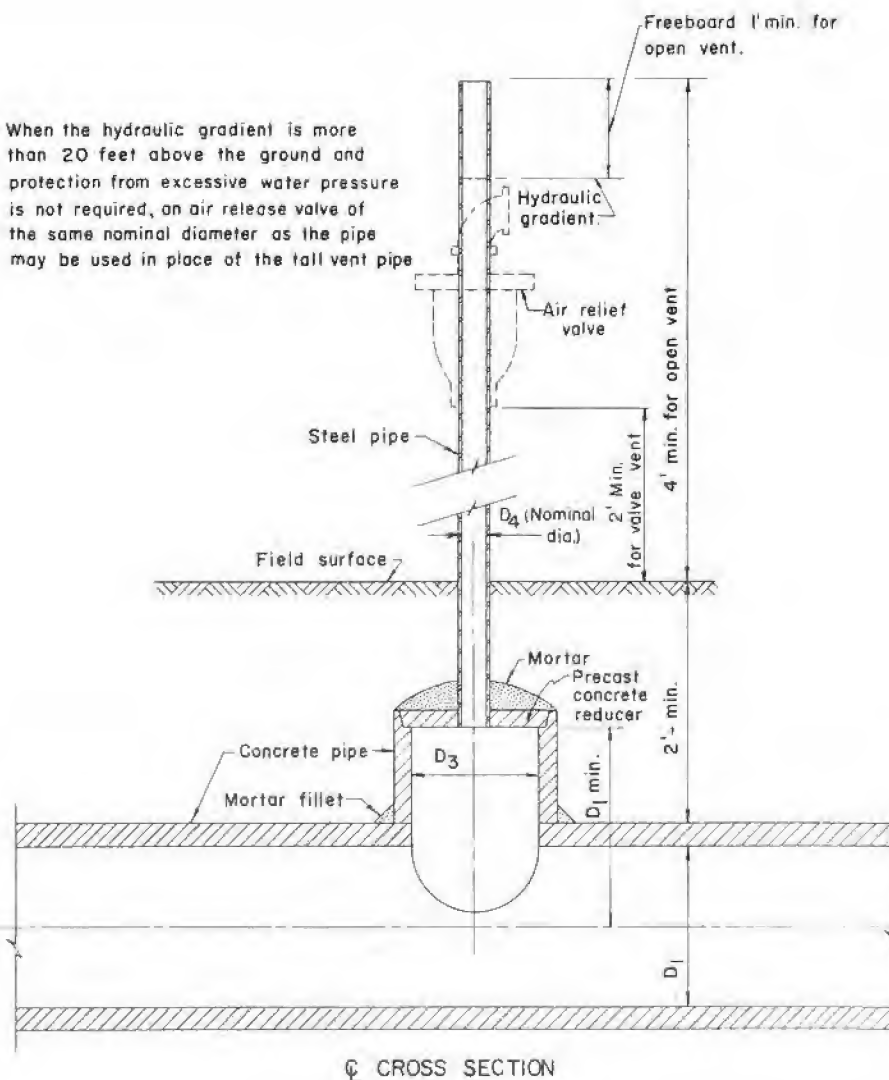 Freeboard 1' min. for
open vent.
When the hydraulic gradient is more
than 20 feet above the ground and
protection from excessive water pressure
is not required, an air release valve of
the same nominal diameter as the pipe
may be used in place of the tall vent pipe
Hydraulic
gradient.
Air relief
valve
4' min. for open vent
Steel pipe
2' Min.
for valve vent
D4 (Nominal
dia.)
Field surface
Mortar
Precast
concrete
reducer
2'- min.
Concrete pipe
D3
D1 min.
Mortar fillet
D1
℄ CROSS SECTION